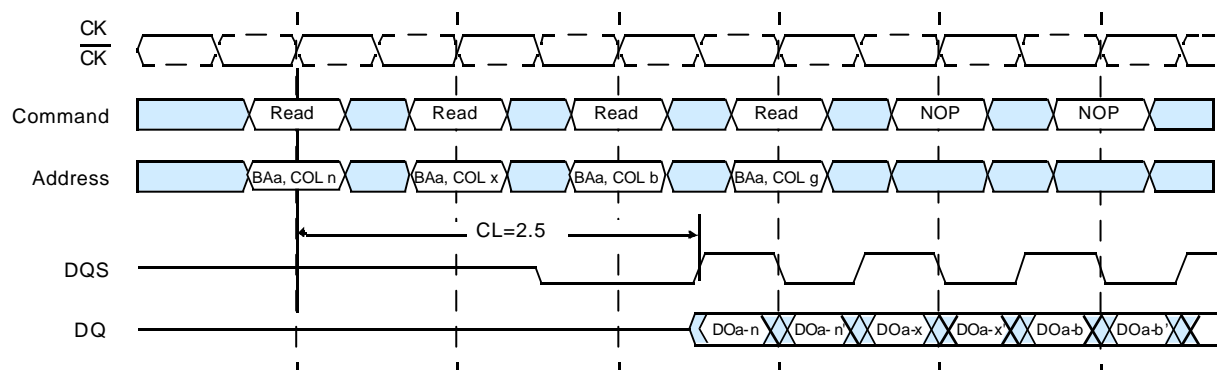 CK
CK
Command Read Read Read Read NOP NOP
Address BAa, COL n BAa, COL x BAa, COL b BAa, COL g
CL=2.5
DQS
DQ DOa-n DOa-n' DOa-x DOa-x' DOa-b DOa-b’